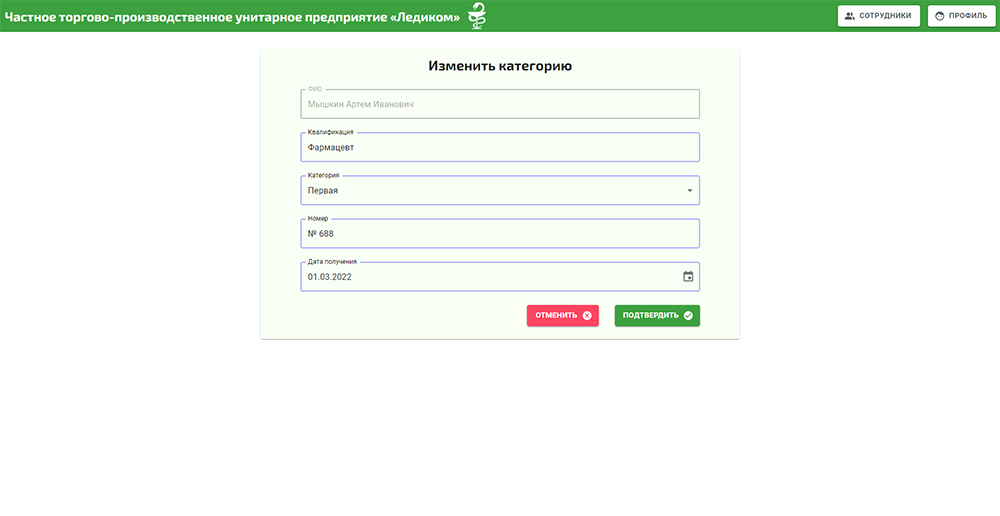 Частное торгово-производственное унитарное предприятие «Ледиком»
СОТРУДНИКИ
ПРОФИЛЬ
Изменить категорию
ФИО
Мышкин Артем Иванович
Квалификация
Фармацевт
Категория
Первая
Номер
№ 688
Дата получения
01.03.2022
ОТМЕНИТЬ
ПОДТВЕРДИТЬ